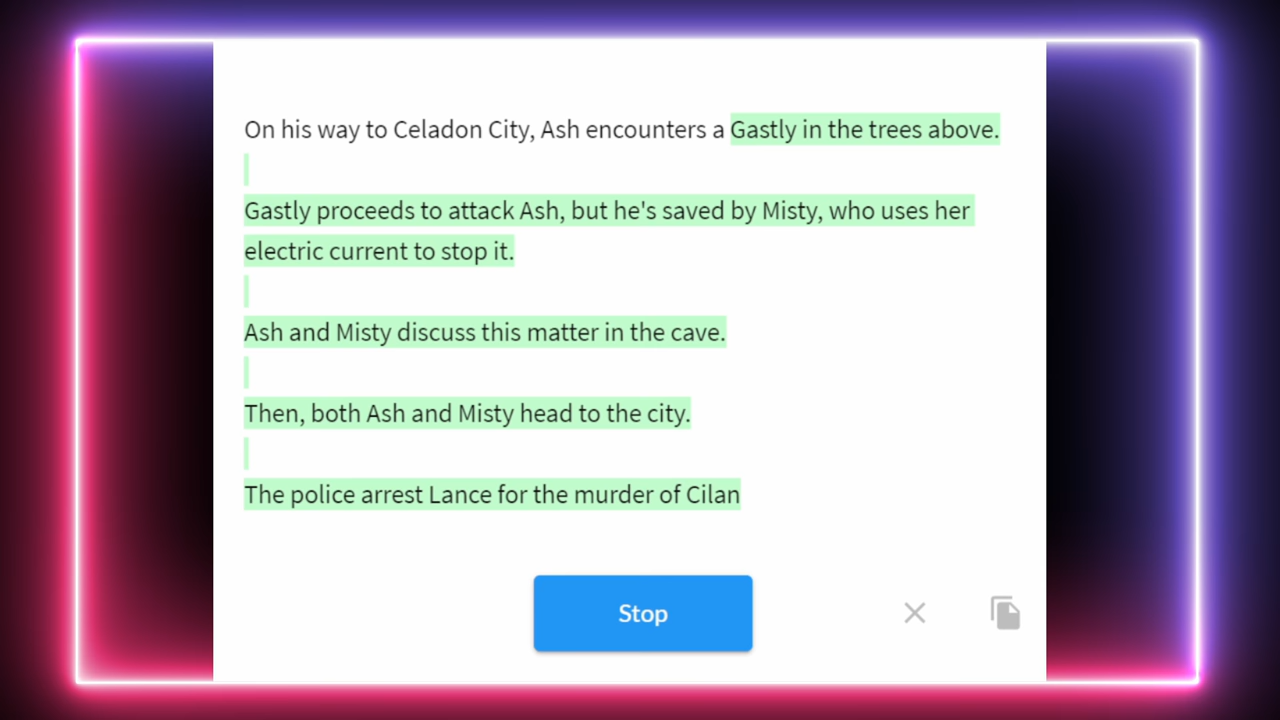 On his way to Celadon City, Ash encounters a Gastly in the trees above.
Gastly proceeds to attack Ash, but he's saved by Misty, who uses her
electric current to stop it.
Ash and Misty discuss this matter in the cave.
Then, both Ash and Misty head to the city.
The police arrest Lance for the murder of Cilan
Stop